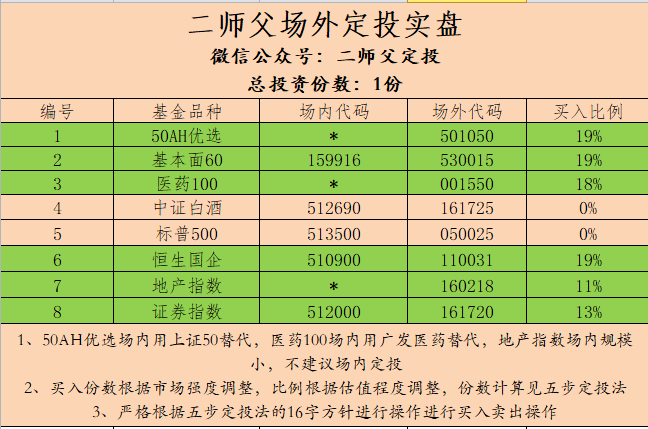 二师父场外定投实盘
微信公众号：二师父定投
总投资份数：1份
编号 基金品种 场内代码 场外代码 买入比例
1 50AH优选 * 501050 19%
2 基本面60 159916 530015 19%
3 医药100 * 001550 18%
4 中证白酒 512690 161725 0%
5 标普500 513500 050025 0%
6 恒生国企 510900 110031 19%
7 地产指数 * 160218 11%
8 证券指数 512000 161720 13%
1、50AH优选场内用上证50替代，医药100场内用广发医药替代，地产指数场内规模
小，不建议场内定投
2、买入份数根据市场强度调整，比例根据估值程度调整，份数计算见五步定投法
3、严格根据五步定投法的16字方针进行操作进行买入卖出操作